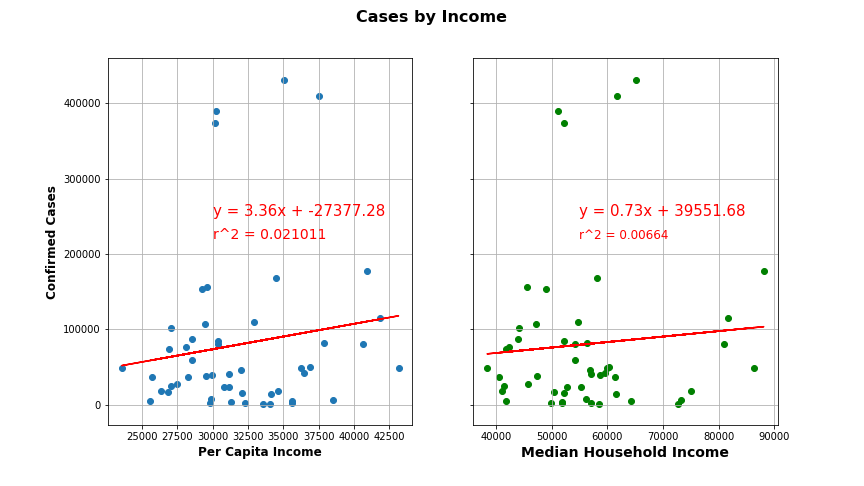 Cases by Income
Confirmed Cases
400000
300000
200000
100000
0
y = 3.36x + -27377.28
r^2 = 0.021011
25000 27500 30000 32500 35000 37500 40000 42500
Per Capita Income
y = 0.73x + 39551.68
r^2 = 0.00664
40000 50000 60000 70000 80000 90000
Median Household Income